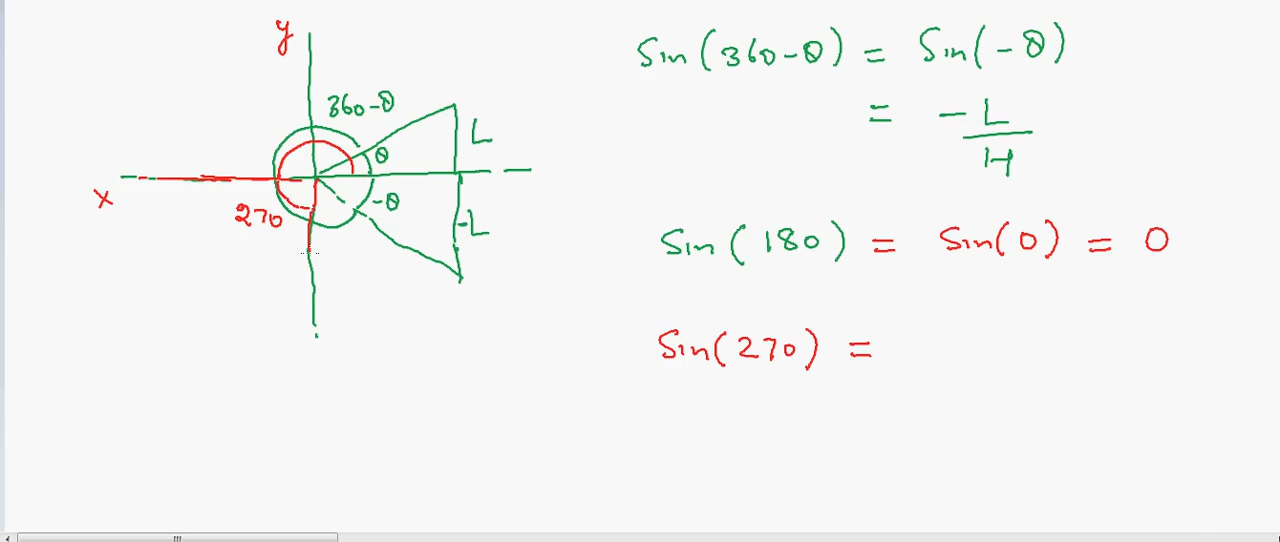 y
360-θ
θ
L
x
270
-θ
-L
Sin(360-θ) = Sin(-θ)
= -L/H
Sin(180) = Sin(0) = 0
Sin(270) =